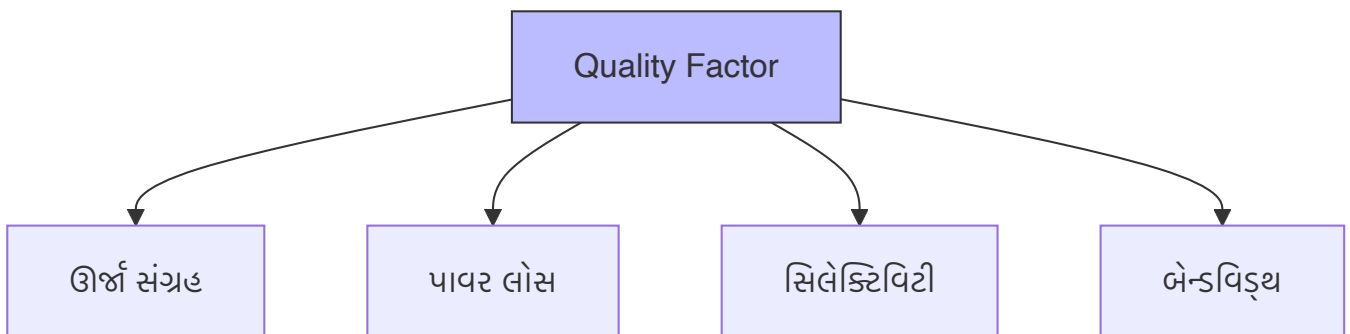 Quality Factor
ઊર્જા સંગ્રહ
પાવર લોસ
સિલેક્ટિવિટી
બેન્ડવિડ્થ